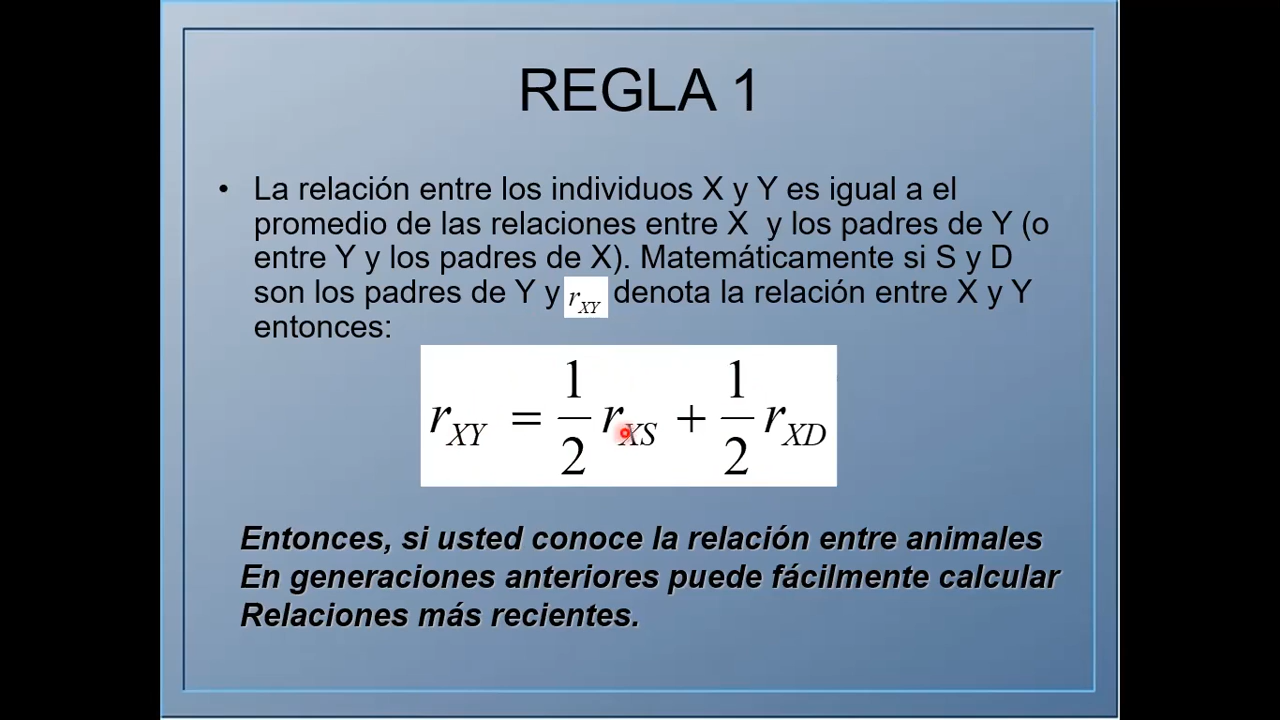 REGLA 1
• La relación entre los individuos X y Y es igual a el
promedio de las relaciones entre X y los padres de Y (o
entre Y y los padres de X). Matemáticamente si S y D
son los padres de Y y r_XY denota la relación entre X y Y
entonces:
r_XY = 1/2 r_XS + 1/2 r_XD
Entonces, si usted conoce la relación entre animales
En generaciones anteriores puede fácilmente calcular
Relaciones más recientes.